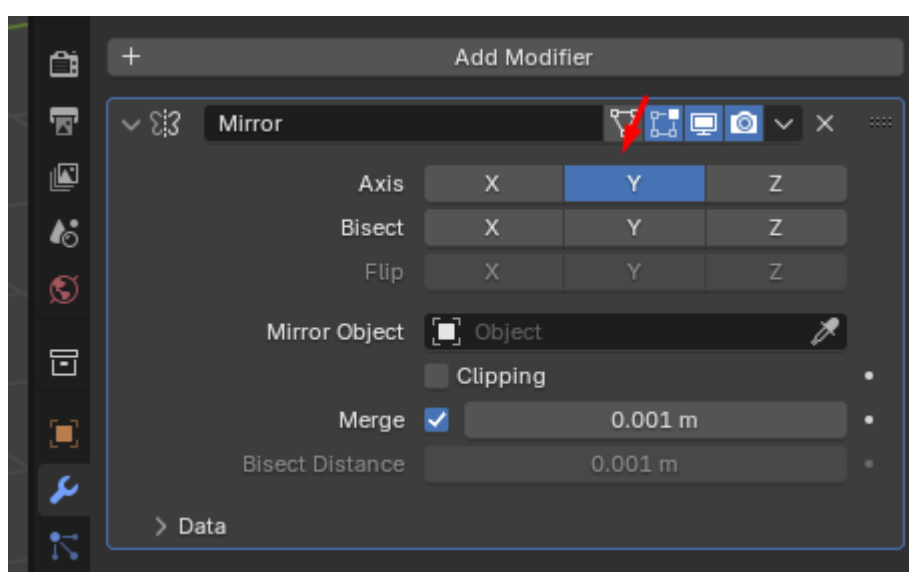 Add Modifier
Mirror
Axis X Y Z
Bisect X Y Z
Flip X Y Z
Mirror Object Object
Clipping
Merge 0.001 m
Bisect Distance 0.001 m
Data